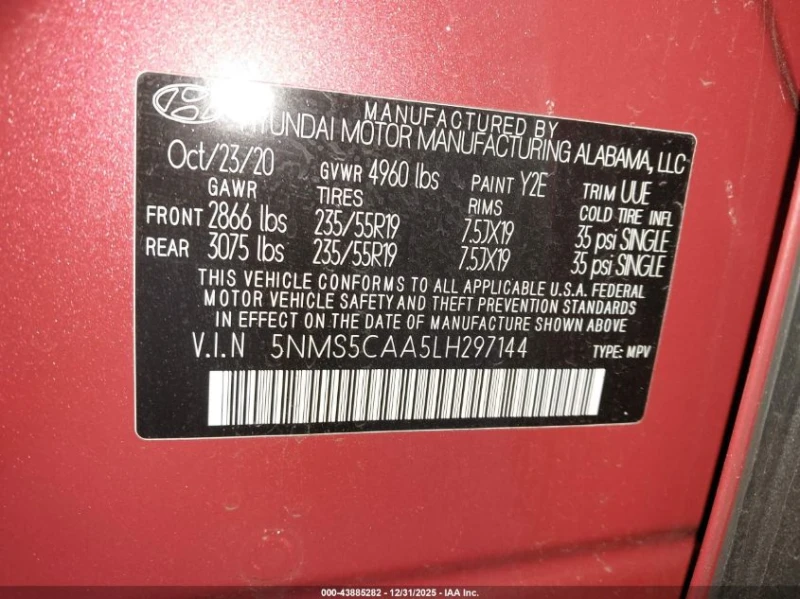 MANUFACTURED BY
HYUNDAI MOTOR MANUFACTURING ALABAMA, LLC
Oct/23/20 GVWR 4960 lbs PAINT Y2E TRIM UUE
GAWR TIRES RIMS COLD TIRE INFL
FRONT 2866 lbs 235/55R19 7.5JX19 35 psi SINGLE
REAR 3075 lbs 235/55R19 7.5JX19 35 psi SINGLE
THIS VEHICLE CONFORMS TO ALL APPLICABLE U.S.A. FEDERAL
MOTOR VEHICLE SAFETY AND THEFT PREVENTION STANDARDS
IN EFFECT ON THE DATE OF MANUFACTURE SHOWN ABOVE
V.I.N 5NMS5CAA5LH297144 TYPE: MPV
000-43885282 - 12/31/2025 - IAA Inc.